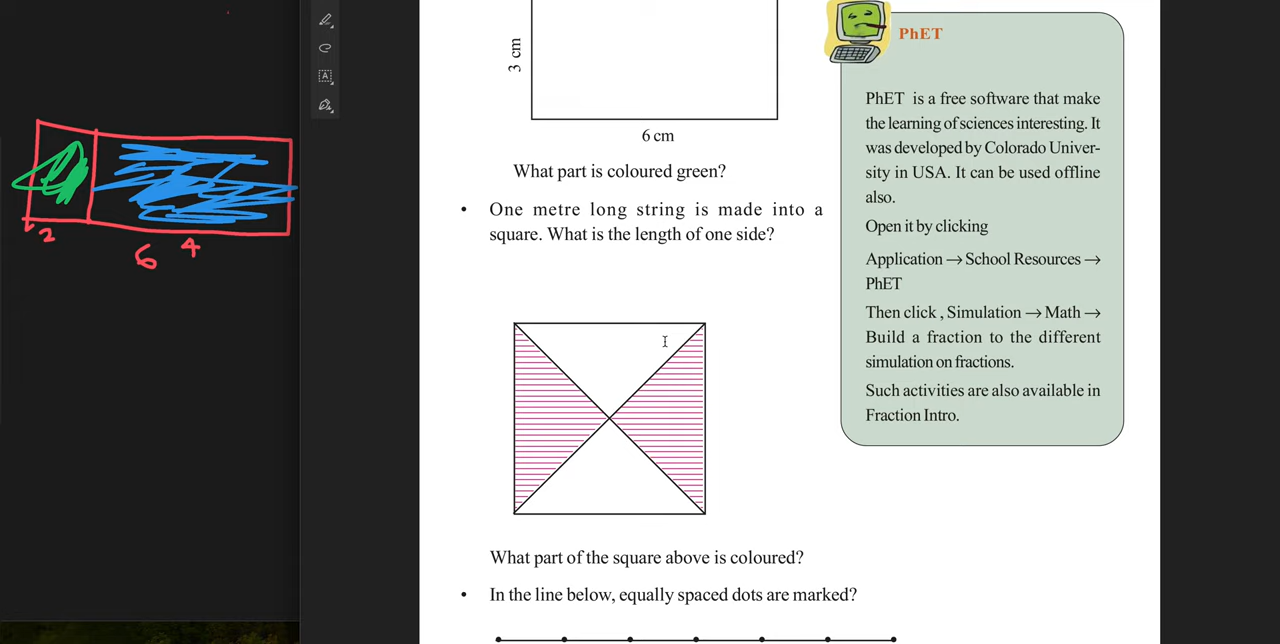 3 cm
6 cm
What part is coloured green?
• One metre long string is made into a
square. What is the length of one side?
What part of the square above is coloured?
• In the line below, equally spaced dots are marked?
PhET
PhET is a free software that make
the learning of sciences interesting. It
was developed by Colorado Univer-
sity in USA. It can be used offline
also.
Open it by clicking
Application → School Resources →
PhET
Then click , Simulation → Math →
Build a fraction to the different
simulation on fractions.
Such activities are also available in
Fraction Intro.
2
6
4
A